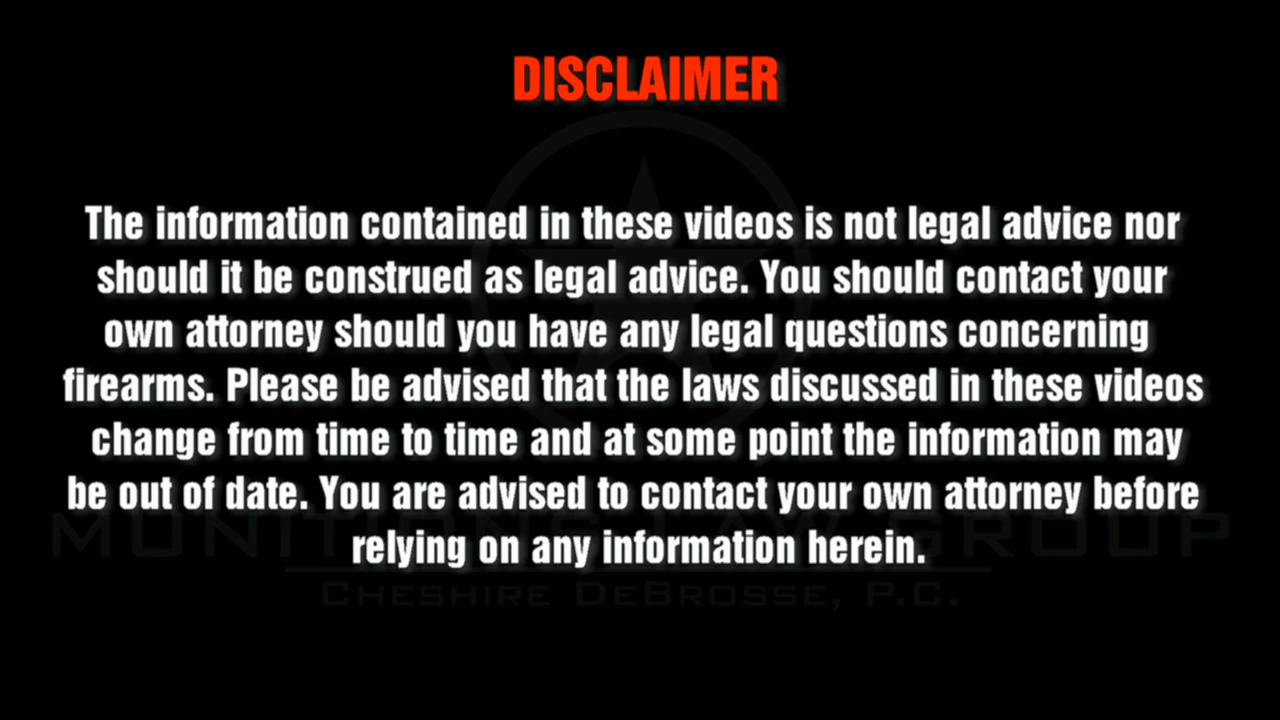 DISCLAIMER
The information contained in these videos is not legal advice nor
should it be construed as legal advice. You should contact your
own attorney should you have any legal questions concerning
firearms. Please be advised that the laws discussed in these videos
change from time to time and at some point the information may
be out of date. You are advised to contact your own attorney before
MUNITIONS LAW GROUP
relying on any information herein.
CHESHIRE DEBROSSE, P.C.